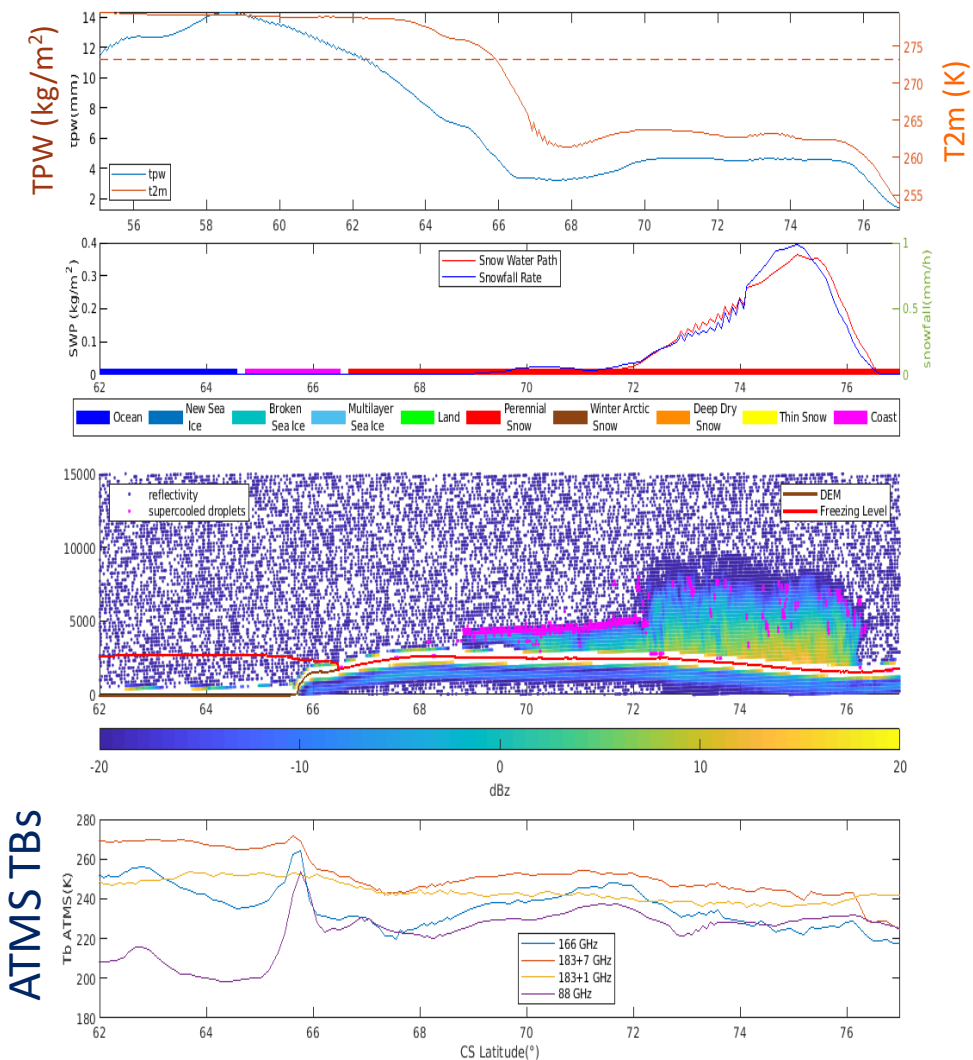 TPW (kg/m²)
tpw(mm)
14
12
10
8
6
4
2
tpw
t2m
275
270
265
260
255
T2m (K)
56 58 60 62 64 66 68 70 72 74 76
SWP (kg/m²)
0.4
0.3
0.2
0.1
0
Snow Water Path
Snowfall Rate
1
0.5
0
snowfall(mm/h)
62 64 66 68 70 72 74 76
Ocean
New Sea
Ice
Broken
Sea Ice
Multilayer
Sea Ice
Land
Perennial
Snow
Winter Arctic
Snow
Deep Dry
Snow
Thin Snow
Coast
15000
10000
5000
0
reflectivity
supercooled droplets
DEM
Freezing Level
62 64 66 68 70 72 74 76
-20 -10 0 10 20
dBz
ATMS TBs
Tb ATMS(K)
280
260
240
220
200
180
166 GHz
183+7 GHz
183+1 GHz
88 GHz
62 64 66 68 70 72 74 76
CS Latitude(°)